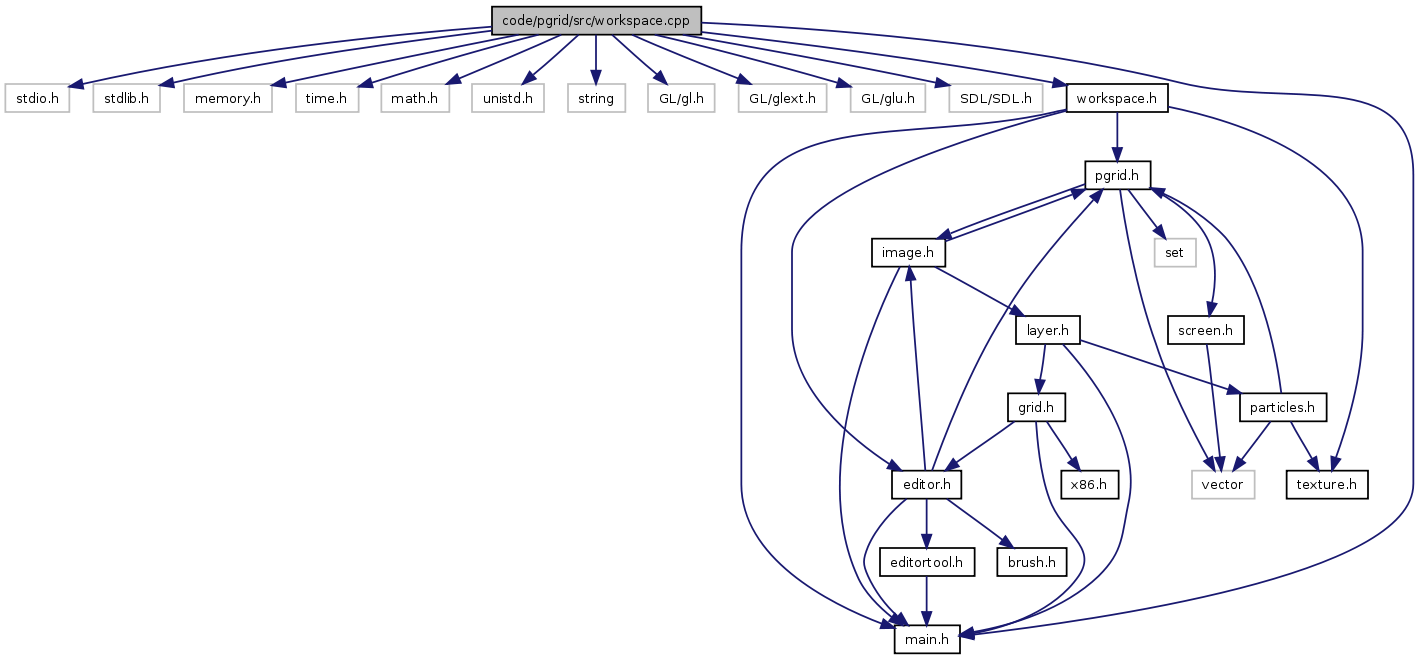 code/pgrid/src/workspace.cpp
stdio.h
stdlib.h
memory.h
time.h
math.h
unistd.h
string
GL/gl.h
GL/glext.h
GL/glu.h
SDL/SDL.h
workspace.h
pgrid.h
image.h
set
layer.h
screen.h
grid.h
particles.h
editor.h
x86.h
vector
texture.h
editortool.h
brush.h
main.h